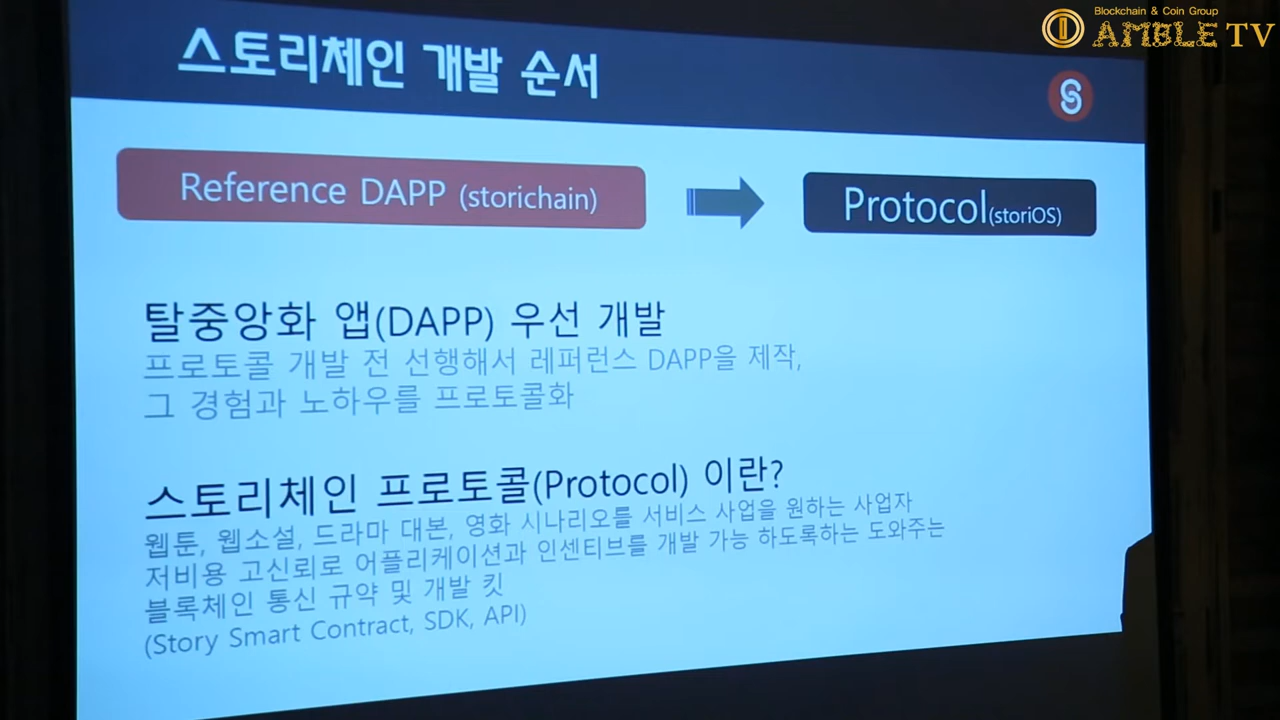 Blockchain & Coin Group
AMBLE TV
스토리체인 개발 순서
Reference DAPP (storichain)
Protocol(storiOS)
탈중앙화 앱(DAPP) 우선 개발
프로토콜 개발 전 선행해서 레퍼런스 DAPP을 제작,
그 경험과 노하우를 프로토콜화
스토리체인 프로토콜(Protocol) 이란?
웹툰, 웹소설, 드라마 대본, 영화 시나리오를 서비스 사업을 원하는 사업자
저비용 고신뢰로 어플리케이션과 인센티브를 개발 가능 하도록하는 도와주는
블록체인 통신 규약 및 개발 킷
(Story Smart Contract, SDK, API)